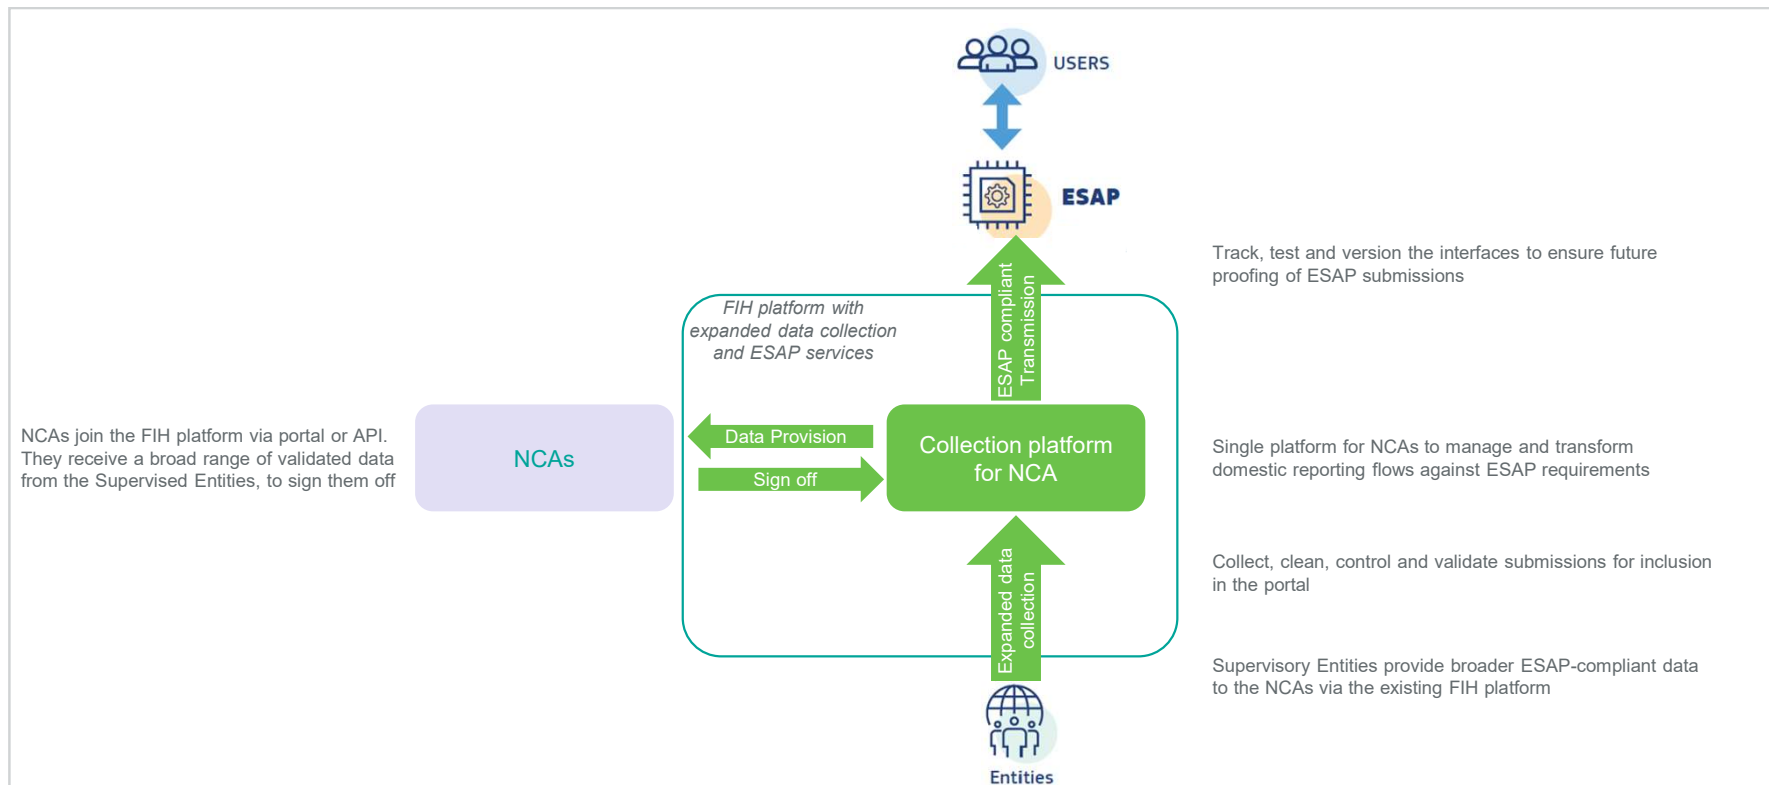 USERS
ESAP
Track, test and version the interfaces to ensure future
proofing of ESAP submissions
ESAP compliant
Transmission
FIH platform with
expanded data collection
and ESAP services
NCAs join the FIH platform via portal or API.
They receive a broad range of validated data
from the Supervised Entities, to sign them off
NCAs
Data Provision
Sign off
Collection platform
for NCA
Single platform for NCAs to manage and transform
domestic reporting flows against ESAP requirements
Expanded data
collection
Collect, clean, control and validate submissions for inclusion
in the portal
Supervisory Entities provide broader ESAP-compliant data
to the NCAs via the existing FIH platform
Entities